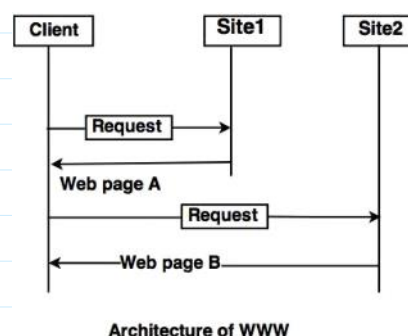 Client
Site1
Site2
Request
Web page A
Request
Web page B
Architecture of WWW